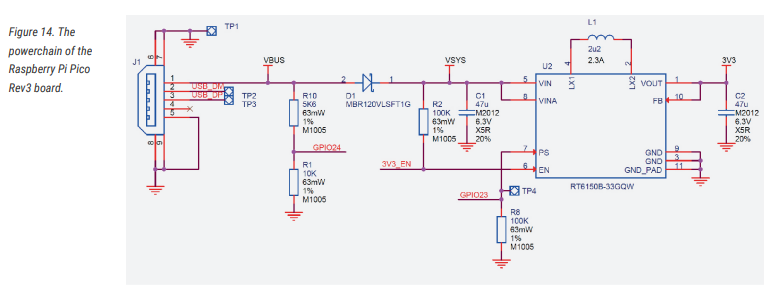 Figure 14. The
powerchain of the
Raspberry Pi Pico
Rev3 board.
TP1
J1
6
7
1
2
3
4
5
8
9
USB_DM
USB_DP
TP2
TP3
VBUS
R10
5K6
63mW
1%
M1005
GPIO24
R1
10K
63mW
1%
M1005
2
1
D1
MBR120VLSFT1G
VSYS
R2
100K
63mW
1%
M1005
C1
47u
M2012
6.3V
X5R
20%
3V3_EN
GPIO23
TP4
R8
100K
63mW
1%
M1005
L1
2u2
2.3A
U2
4
2
LX1
LX2
5
VIN
8
VINA
7
PS
6
EN
VOUT
1
FB
10
GND
9
GND
3
GND_PAD
11
RT6150B-33GQW
3V3
C2
47u
M2012
6.3V
X5R
20%